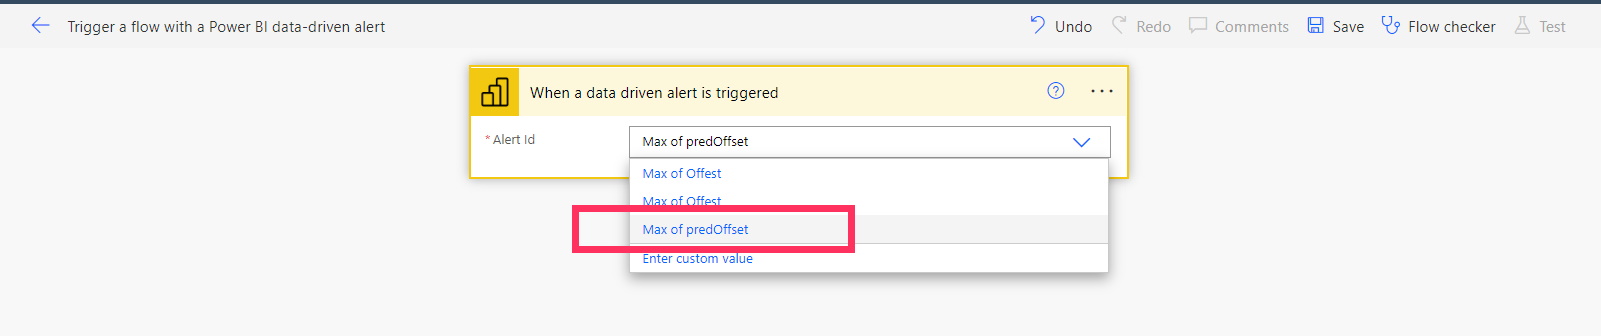 Trigger a flow with a Power BI data-driven alert
Undo
Redo
Comments
Save
Flow checker
Test
When a data driven alert is triggered
* Alert Id
Max of predOffset
Max of Offest
Max of Offest
Max of predOffset
Enter custom value